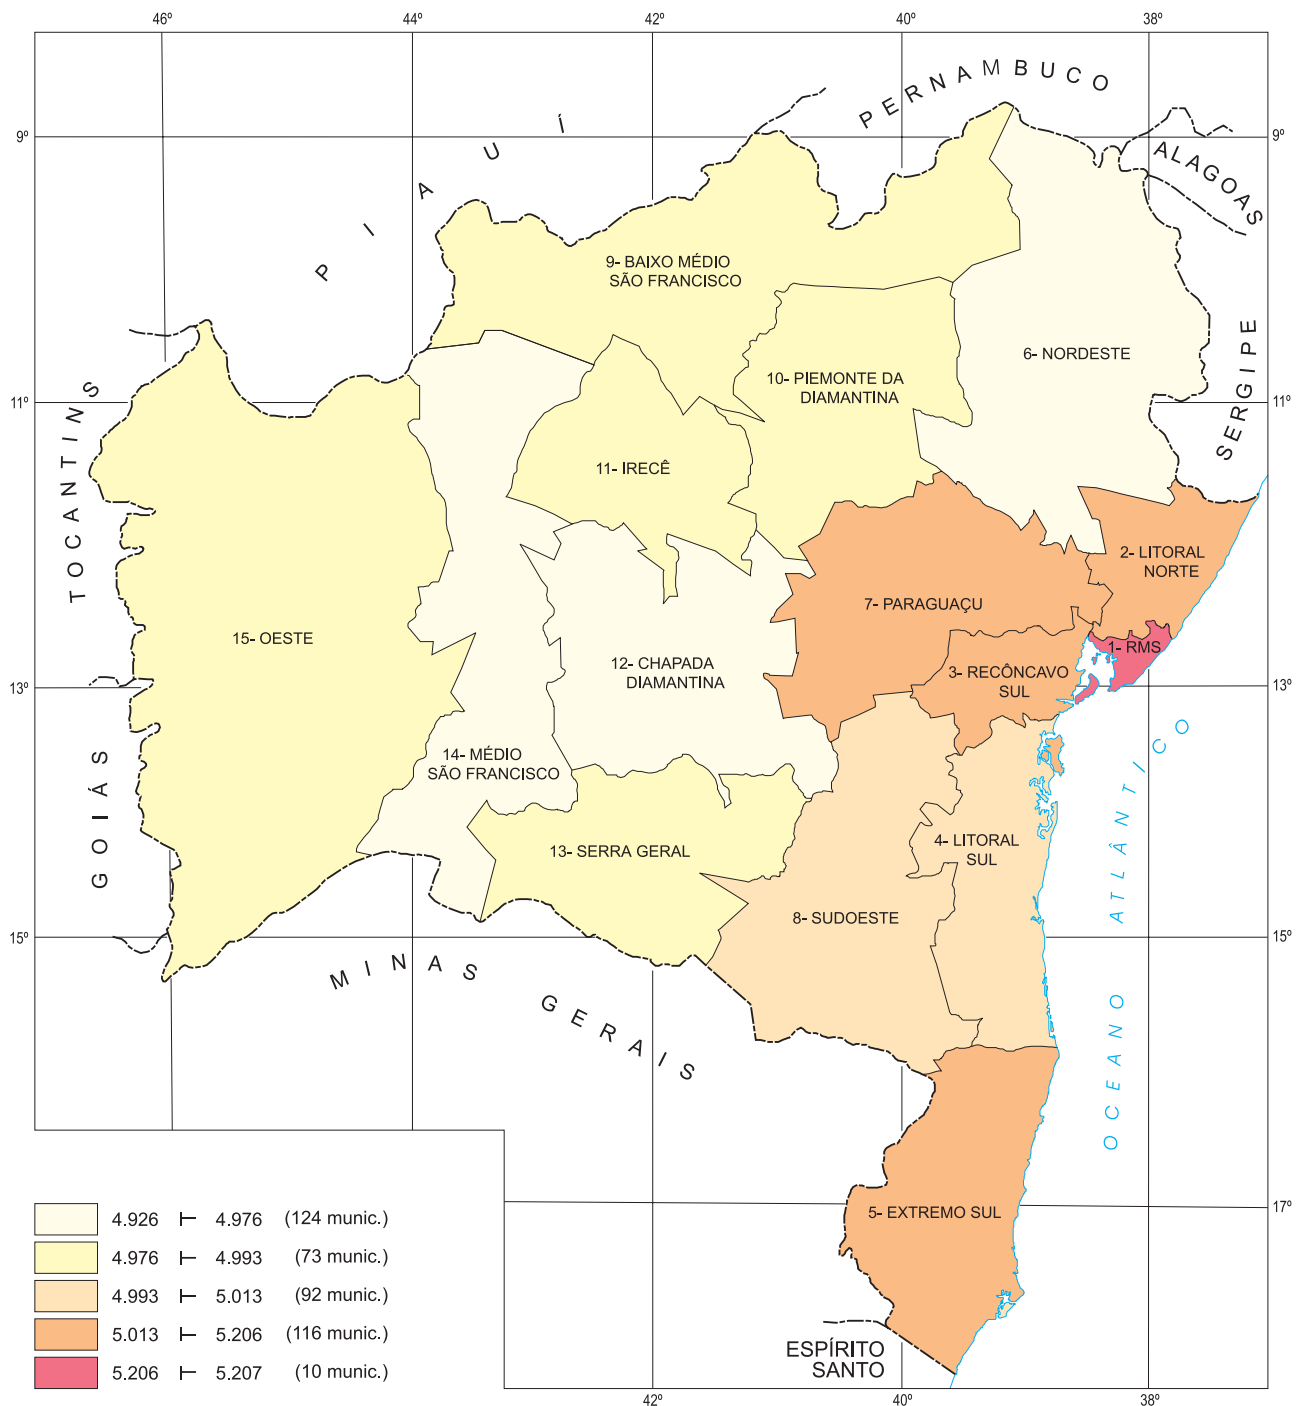 46º 44º 42º 40º 38º
PERNAMBUCO
9º 9º
PIAUÍ
ALAGOAS
9- BAIXO MÉDIO
SÃO FRANCISCO
6- NORDESTE
SERGIPE
10- PIEMONTE DA
DIAMANTINA
11º 11º
TOCANTINS
11- IRECÊ
2- LITORAL
NORTE
7- PARAGUAÇU
15- OESTE
1- RMS
12- CHAPADA
DIAMANTINA
3- RECÔNCAVO
SUL
13º 13º
14- MÉDIO
SÃO FRANCISCO
GOIÁS
OCEANO ATLÂNTICO
4- LITORAL
SUL
13- SERRA GERAL
8- SUDOESTE
15º 15º
MINAS GERAIS
5- EXTREMO SUL
17º
4.926 4.976 (124 munic.)
4.976 4.993 (73 munic.)
4.993 5.013 (92 munic.)
5.013 5.206 (116 munic.)
5.206 5.207 (10 munic.)
ESPÍRITO
SANTO
42º 40º 38º